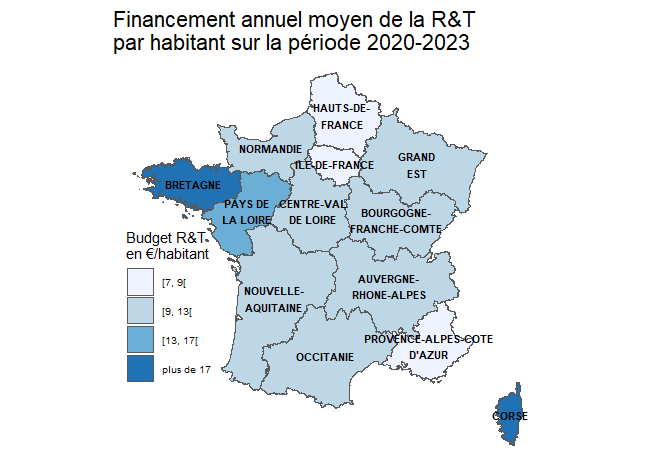 Financement annuel moyen de la R&T
par habitant sur la période 2020-2023
HAUTS-DE-
FRANCE
NORMANDIE
ILE-DE-FRANCE
GRAND
EST
BRETAGNE
PAYS DE
LA LOIRE
CENTRE-VAL
DE LOIRE
BOURGOGNE-
FRANCHE-COMTE
Budget R&T
en €/habitant
[7, 9[
[9, 13[
[13, 17[
plus de 17
NOUVELLE-
AQUITAINE
AUVERGNE-
RHONE-ALPES
OCCITANIE
PROVENCE-ALPES-COTE
D'AZUR
CORSE